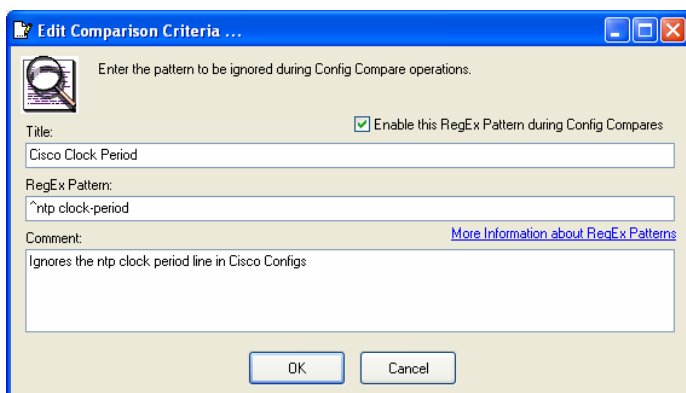 Edit Comparison Criteria ...
Enter the pattern to be ignored during Config Compare operations.
Enable this RegEx Pattern during Config Compares
Title:
Cisco Clock Period
RegEx Pattern:
^ntp clock-period
More Information about RegEx Patterns
Comment:
Ignores the ntp clock period line in Cisco Configs
OK
Cancel